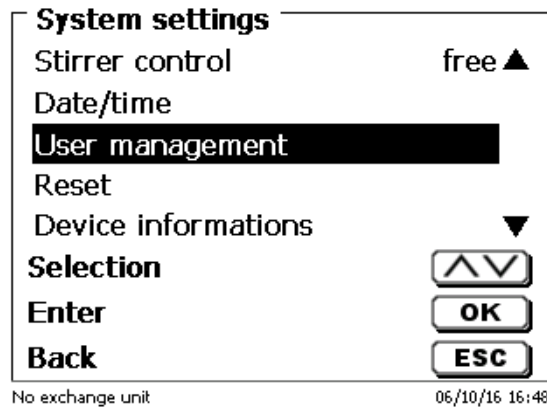 System settings
Stirrer control free ▲
Date/time
User management
Reset
Device informations ▼
Selection
Enter OK
Back ESC
No exchange unit 06/10/16 16:48